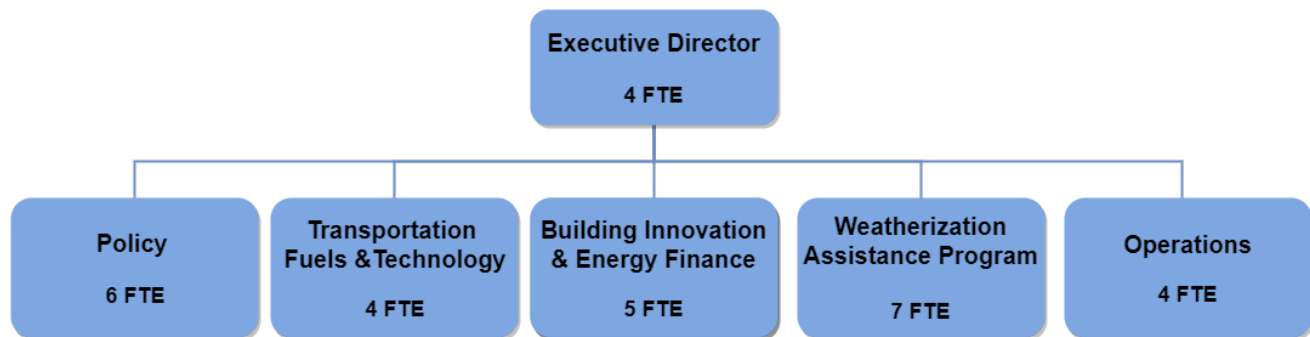 Executive Director
4 FTE
Policy
6 FTE
Transportation
Fuels &Technology
4 FTE
Building Innovation
& Energy Finance
5 FTE
Weatherization
Assistance Program
7 FTE
Operations
4 FTE